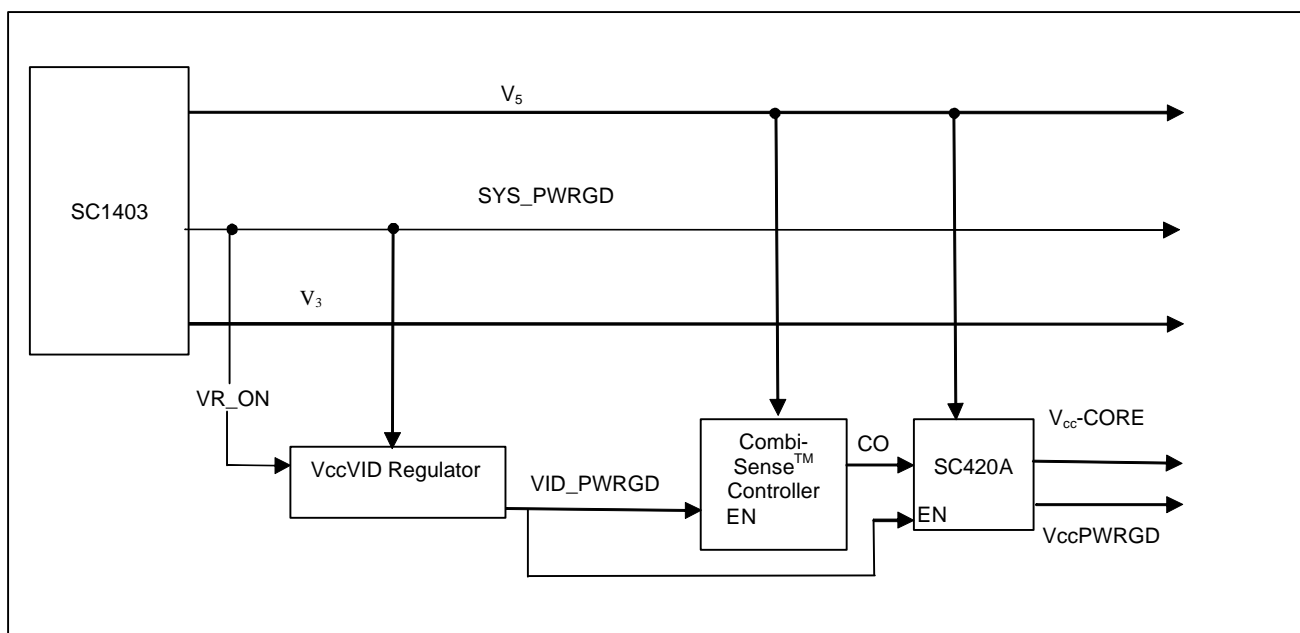 V5
SC1403
SYS_PWRGD
V3
VR_ON
VccVID Regulator
VID_PWRGD
Combi-
Sense™
Controller
EN
CO
SC420A
EN
Vcc-CORE
VccPWRGD